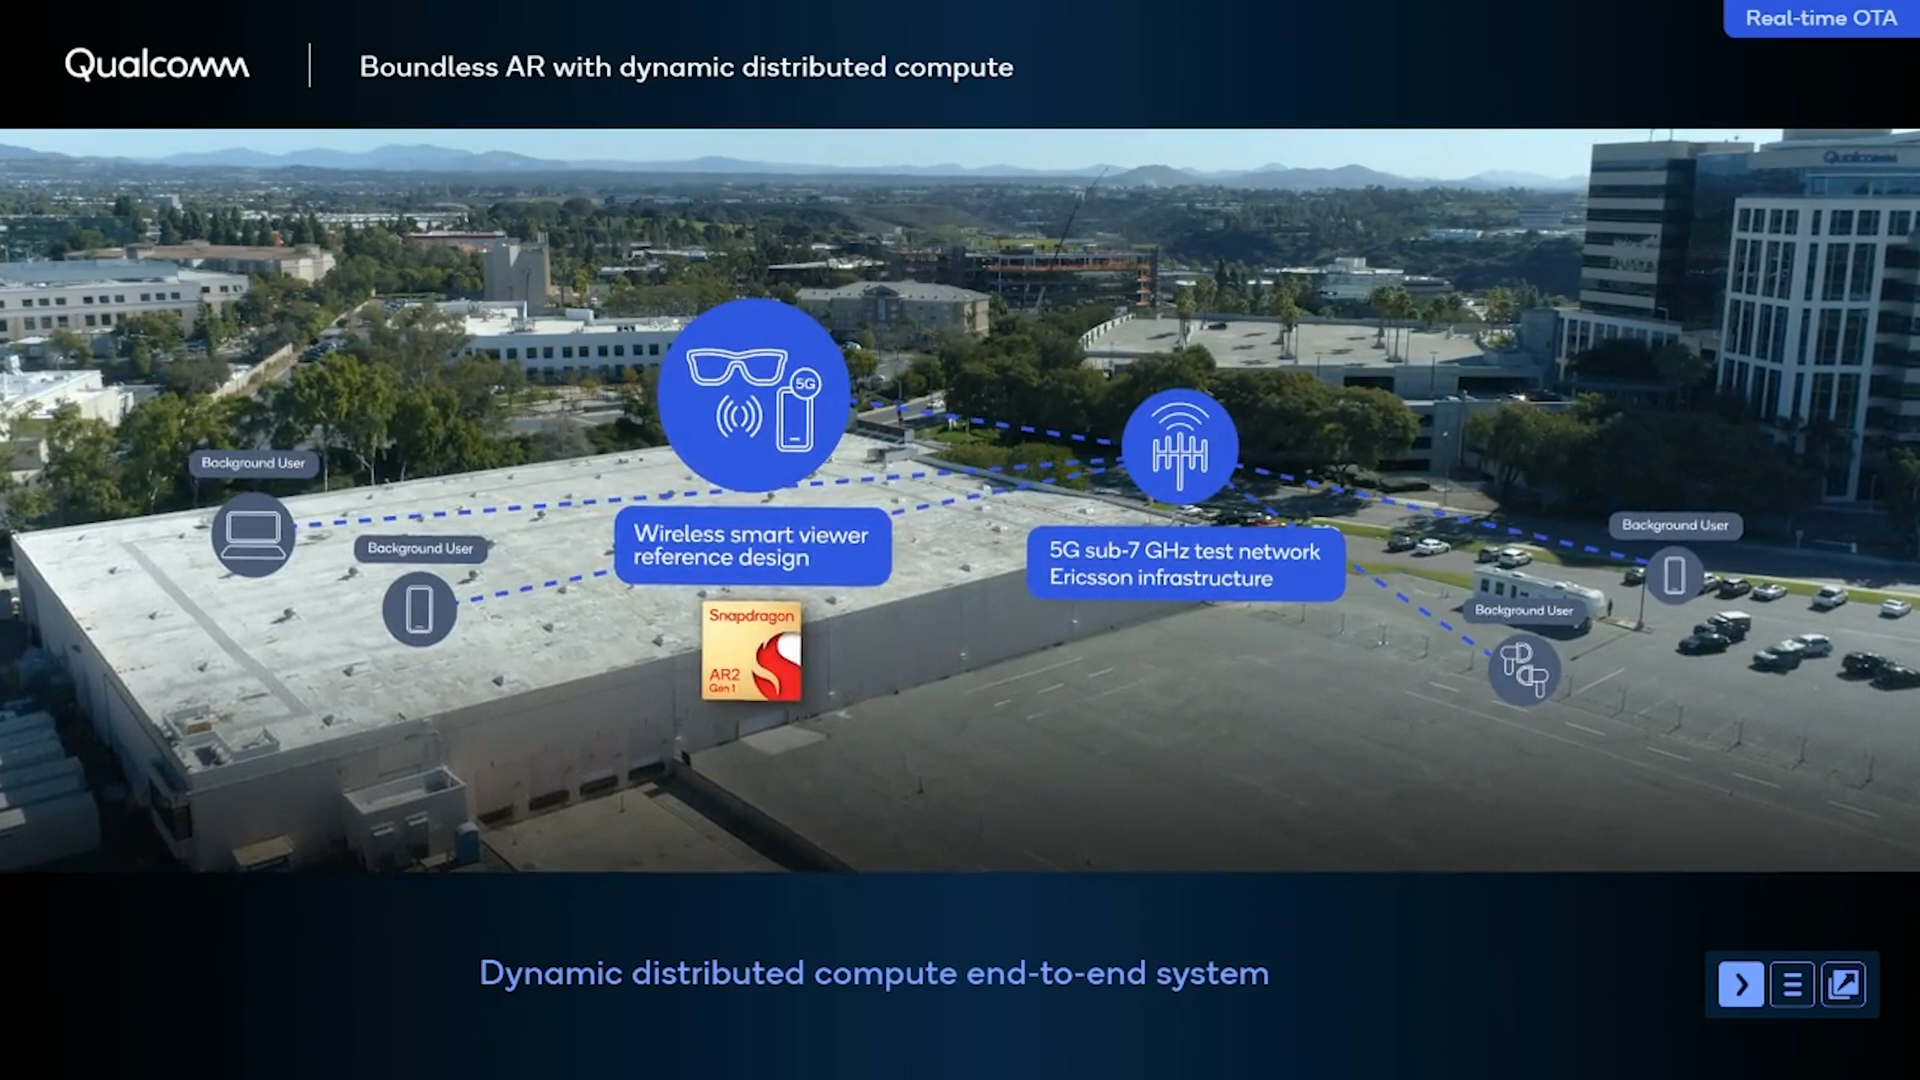 Real-time OTA
Qualcomm
Boundless AR with dynamic distributed compute
Qualcomm
5G
Background User
Background User
Wireless smart viewer
reference design
5G sub-7 GHz test network
Ericsson infrastructure
Background User
Background User
Snapdragon
AR2
Gen 1
Dynamic distributed compute end-to-end system